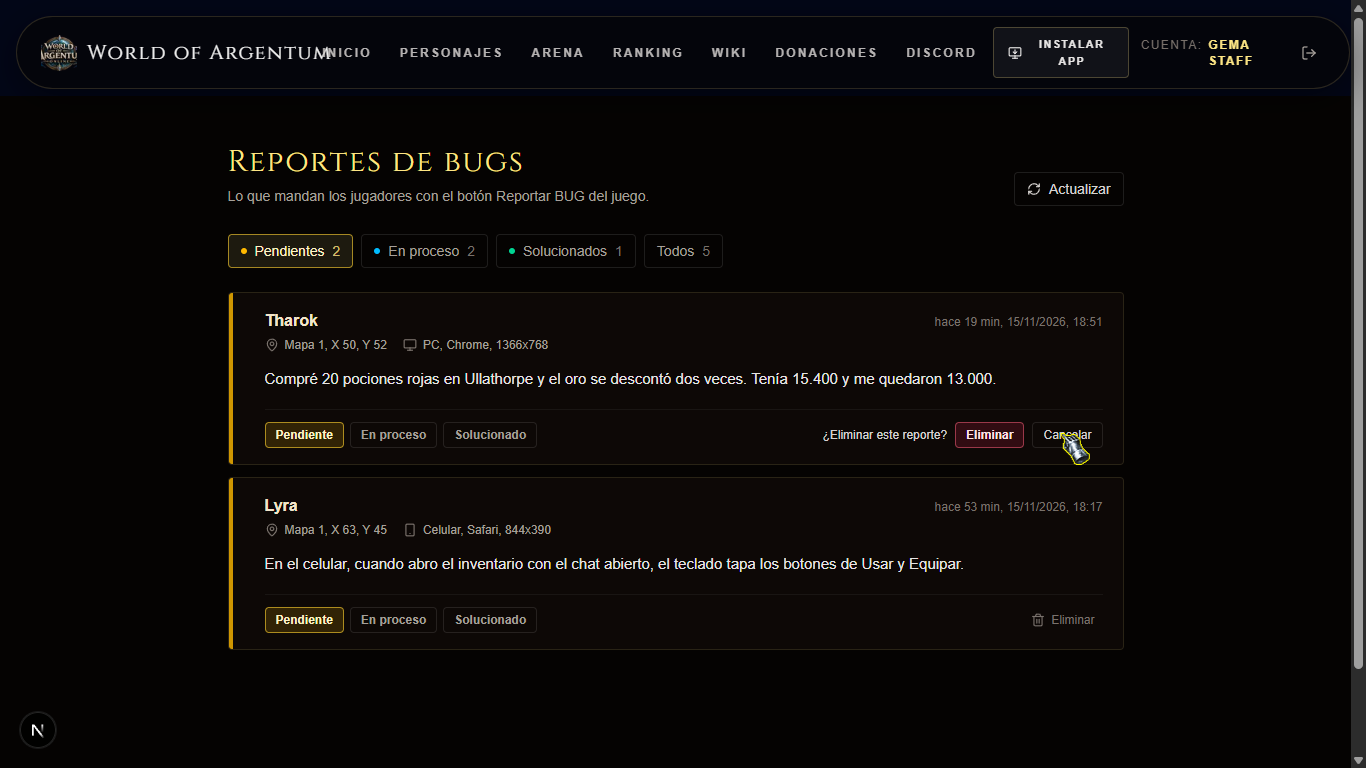 World of Argentum
INICIO
PERSONAJES
ARENA
RANKING
WIKI
DONACIONES
DISCORD
INSTALAR
APP
CUENTA: GEMA
STAFF
Reportes de bugs
Lo que mandan los jugadores con el botón Reportar BUG del juego.
Actualizar
Pendientes 2
En proceso 2
Solucionados 1
Todos 5
Tharok
hace 19 min, 15/11/2026, 18:51
Mapa 1, X 50, Y 52
PC, Chrome, 1366x768
Compré 20 pociones rojas en Ullathorpe y el oro se descontó dos veces. Tenía 15.400 y me quedaron 13.000.
Pendiente
En proceso
Solucionado
¿Eliminar este reporte?
Eliminar
Cancelar
Lyra
hace 53 min, 15/11/2026, 18:17
Mapa 1, X 63, Y 45
Celular, Safari, 844x390
En el celular, cuando abro el inventario con el chat abierto, el teclado tapa los botones de Usar y Equipar.
Pendiente
En proceso
Solucionado
Eliminar
N